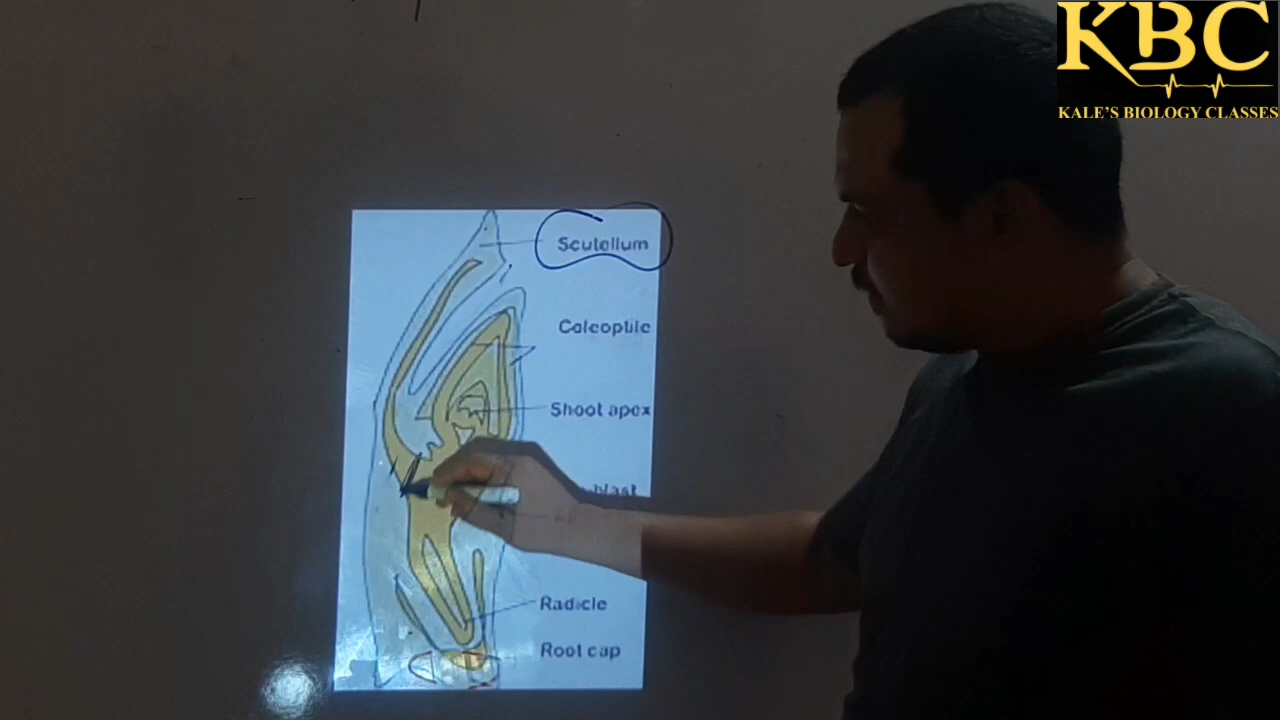 KBC
KALE'S BIOLOGY CLASSES
Scutellum
Coleoptile
Shoot apex
Radicle
Root cap